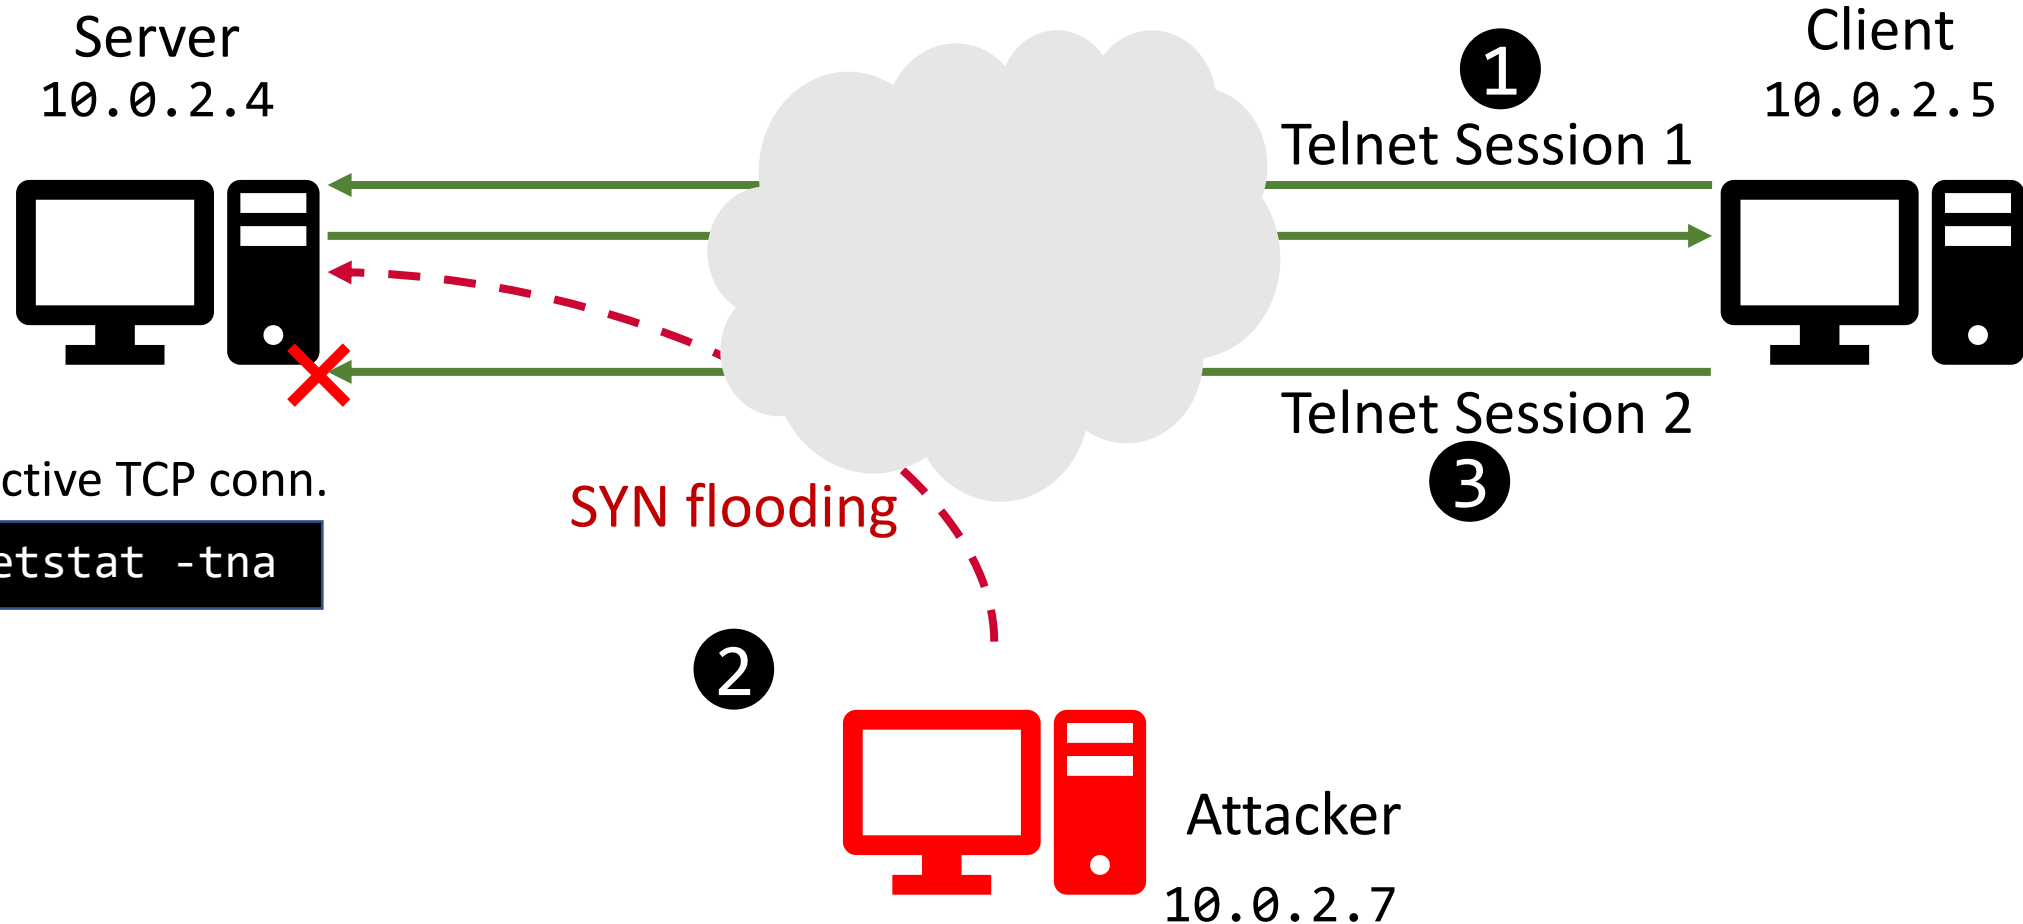 Server
10.0.2.4
Client
10.0.2.5
1
Telnet Session 1
Telnet Session 2
3
ctive TCP conn.
etstat -tna
SYN flooding
2
Attacker
10.0.2.7